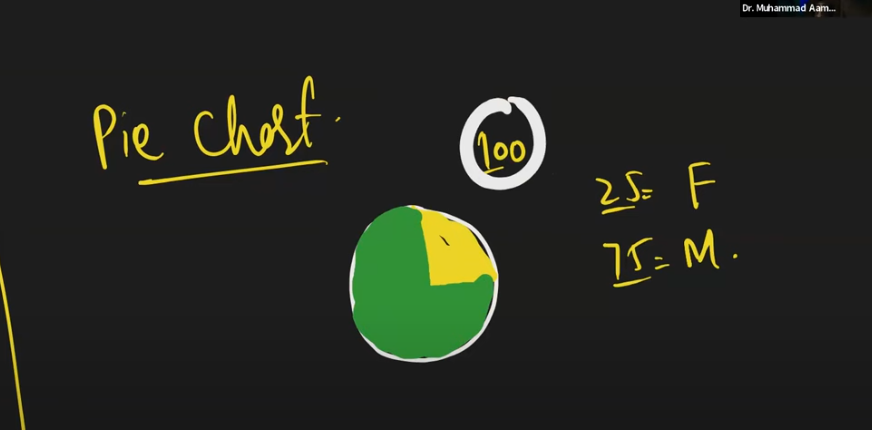 Dr. Muhammad Aam...
Pie Chart.
100
25= F
75= M.